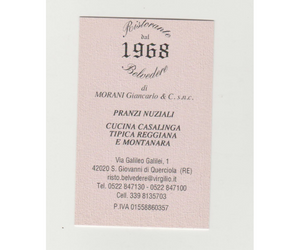 Ristorante
dal
1968
Belvedere
di
MORANI Giancarlo & C. s.n.c.
PRANZI NUZIALI
CUCINA CASALINGA
TIPICA REGGIANA
E MONTANARA
Via Galileo Galilei, 1
42020 S. Giovanni di Querciola (RE)
risto.belvedere@virgilio.it
Tel. 0522 847130 - 0522 847100
Cell. 339 8135703
P.IVA 01556860357